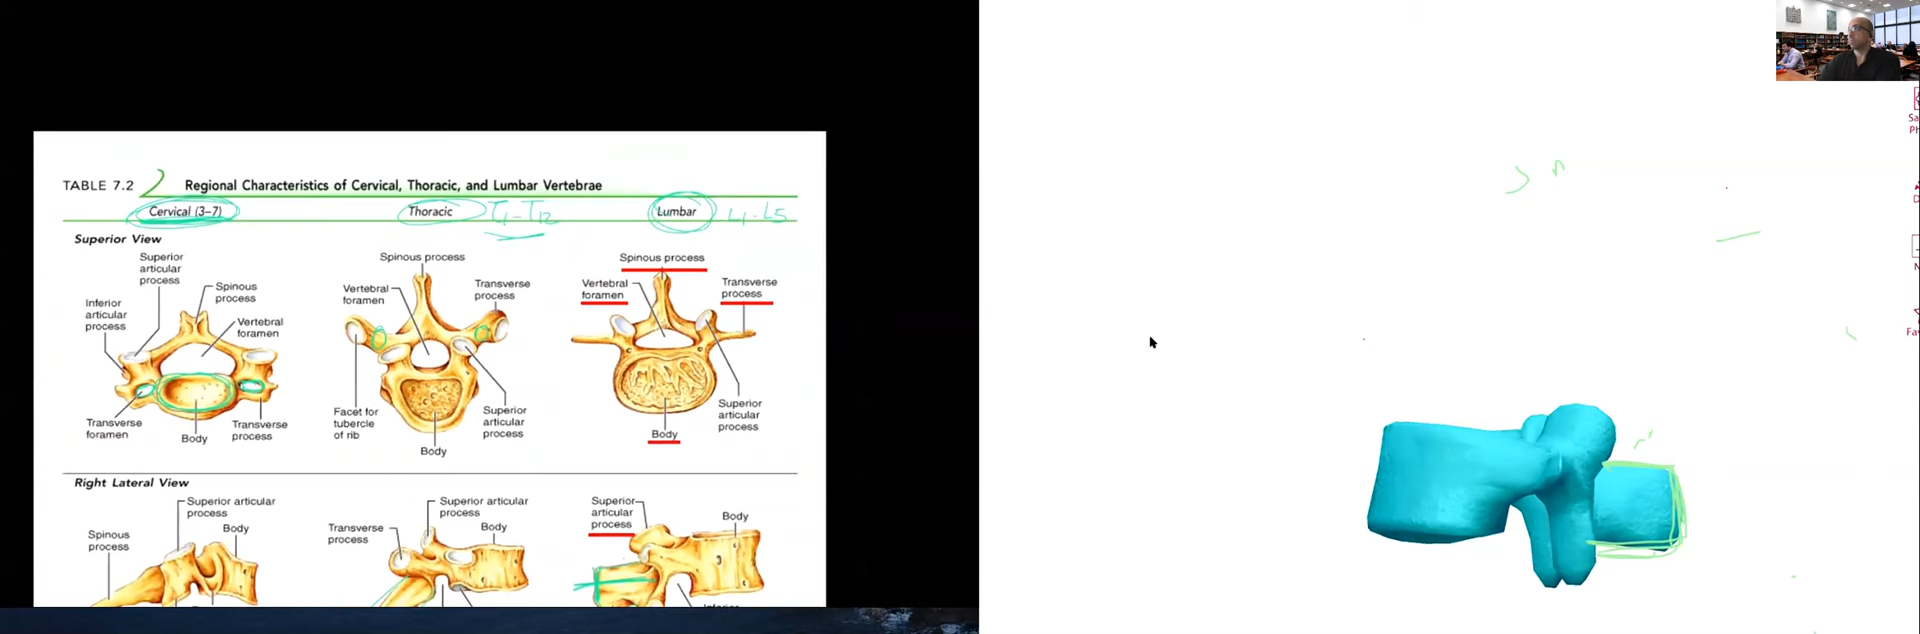 TABLE 7.2 Regional Characteristics of Cervical, Thoracic, and Lumbar Vertebrae
Cervical (3–7) Thoracic T1 – T12 Lumbar L1 – L5
Superior View
Superior
articular
process
Spinous
process
Inferior
articular
process
Vertebral
foramen
Transverse
foramen
Body
Transverse
process
Spinous process
Vertebral
foramen
Transverse
process
Facet for
tubercle
of rib
Superior
articular
process
Body
Spinous process
Vertebral
foramen
Transverse
process
Superior
articular
process
Body
Right Lateral View
Superior articular
process
Spinous
process
Body
Superior articular
process
Transverse
process
Body
Superior
articular
process
Body
Sa
Ph
D
N
Fav